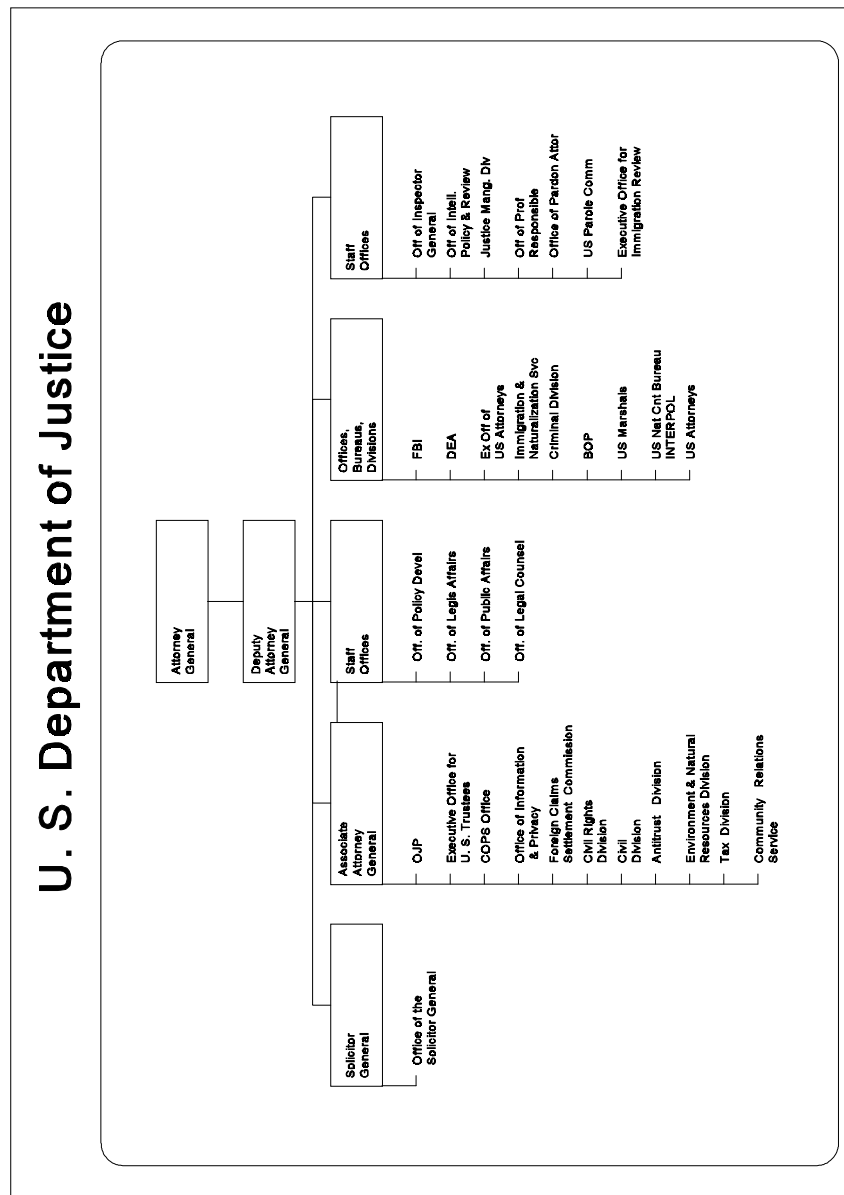 U. S. Department of Justice
Attorney
General
Deputy
Attorney
General
Solicitor
General
Office of the
Solicitor General
Associate
Attorney
General
OJP
Executive Office for
U. S. Trustees
COPS Office
Office of Information
& Privacy
Foreign Claims
Settlement Commission
Civil Rights
Division
Civil
Division
Antitrust Division
Environment & Natural
Resources Division
Tax Division
Community Relations
Service
Staff
Offices
Off. of Policy Devel
Off. of Legis Affairs
Off. of Public Affairs
Off. of Legal Counsel
Offices,
Bureaus,
Divisions
FBI
DEA
Ex Off of
US Attorneys
Immigration &
Naturalization Svc
Criminal Division
BOP
US Marshals
US Nat Cnt Bureau
INTERPOL
US Attorneys
Staff
Offices
Off of Inspector
General
Off of Intell.
Policy & Review
Justice Mang. Div
Off of Prof
Responsible
Office of Pardon Attor
US Parole Comm
Executive Office for
Immigration Review